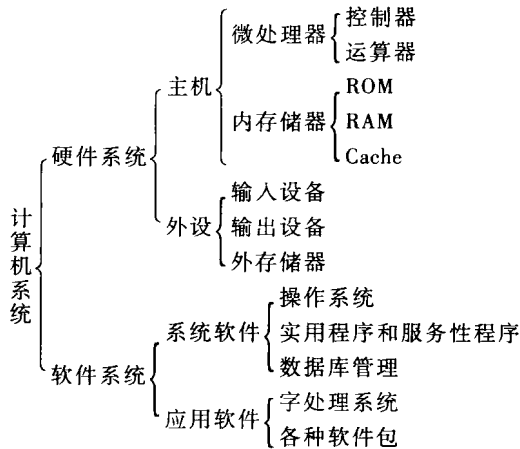 计算机系统
硬件系统
主机
微处理器
控制器
运算器
内存储器
ROM
RAM
Cache
外设
输入设备
输出设备
外存储器
软件系统
系统软件
操作系统
实用程序和服务性程序
数据库管理
应用软件
字处理系统
各种软件包